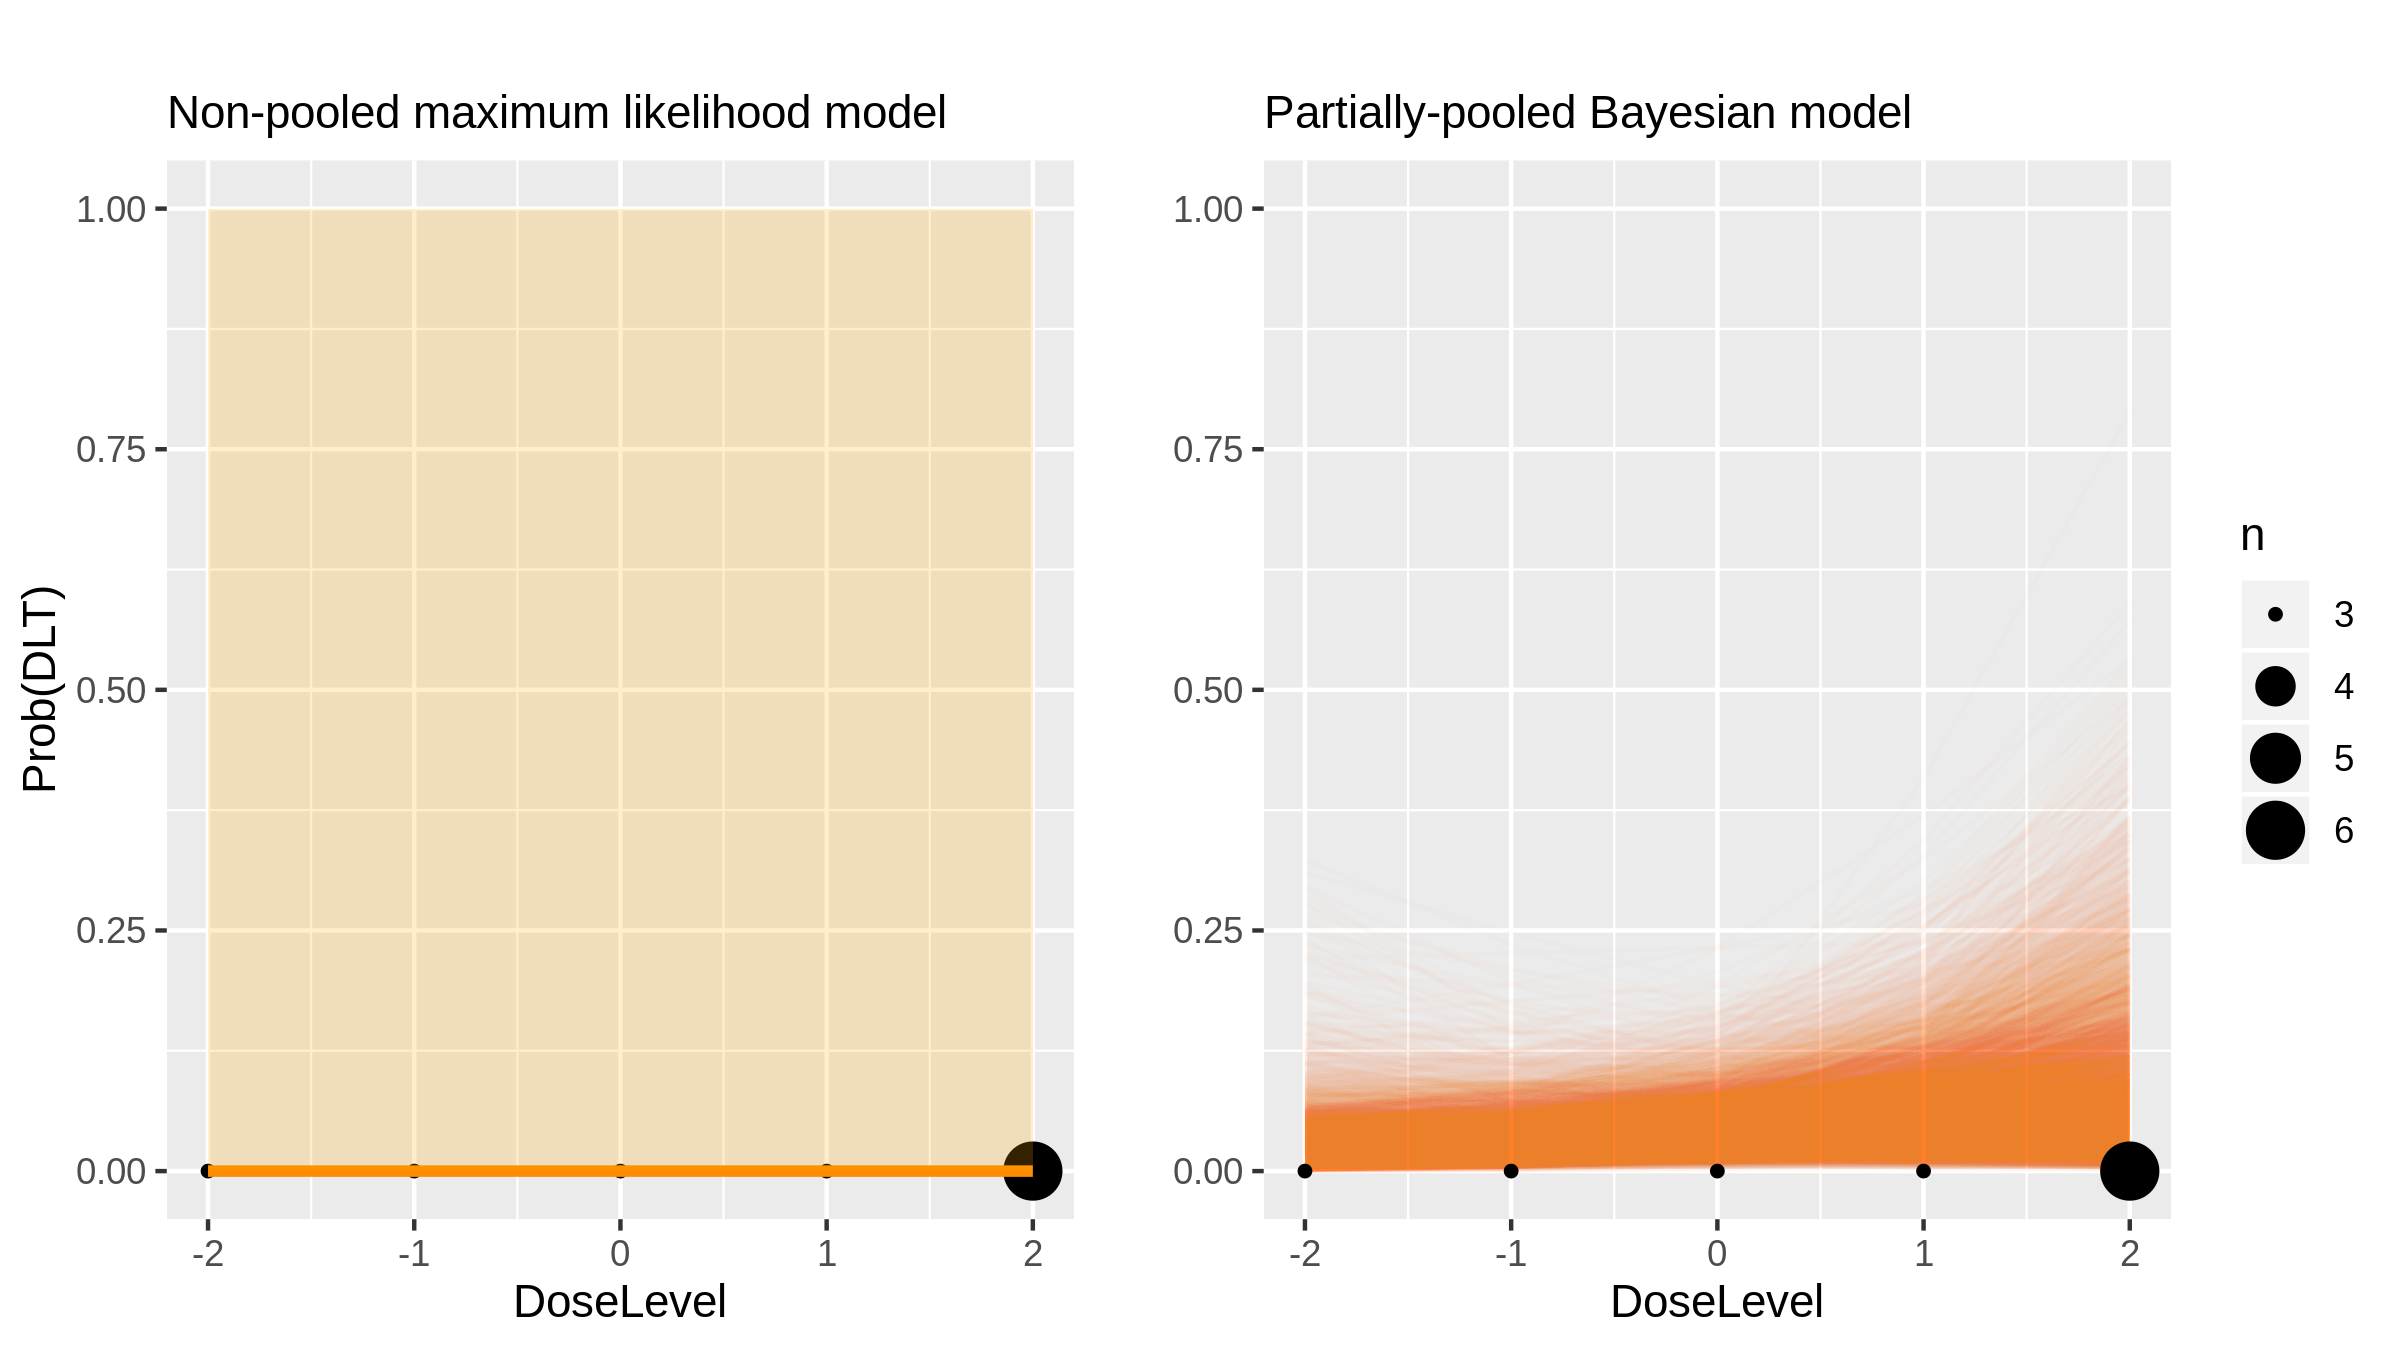 Non-pooled maximum likelihood model
Prob(DLT)
1.00
0.75
0.50
0.25
0.00
-2 -1 0 1 2
DoseLevel
Partially-pooled Bayesian model
1.00
0.75
0.50
0.25
0.00
-2 -1 0 1 2
DoseLevel
n
3
4
5
6